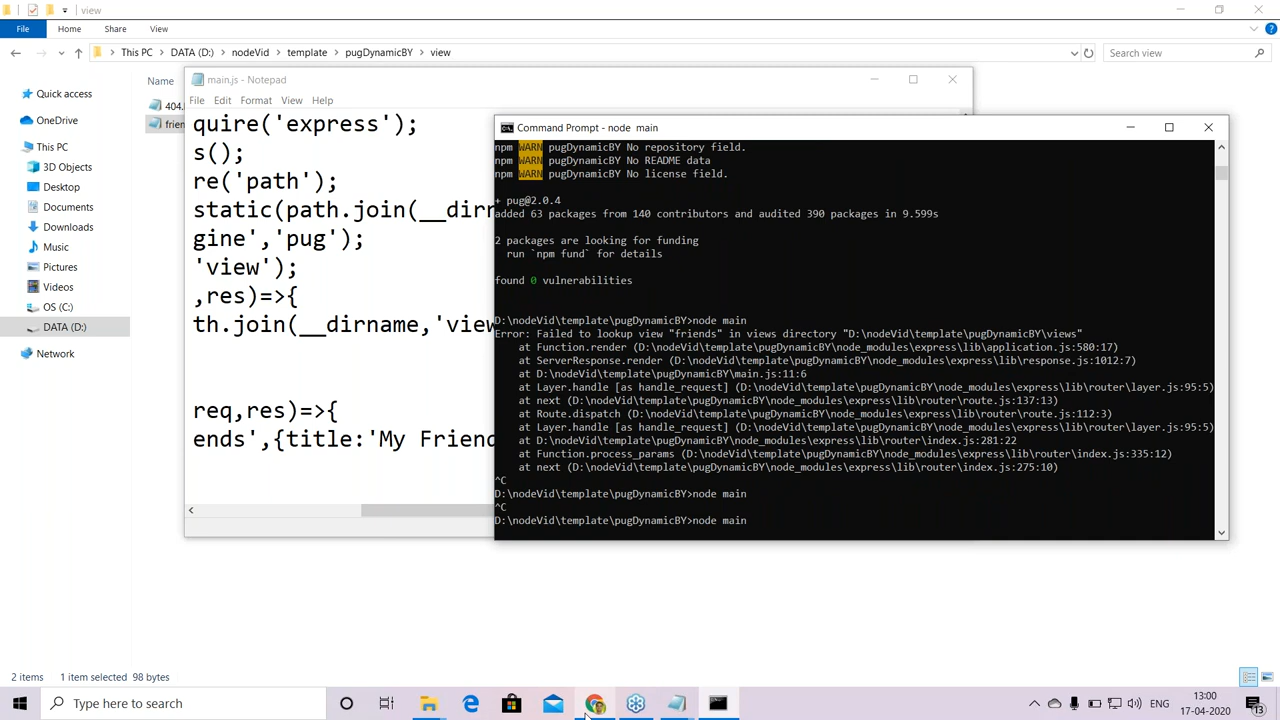 view
File
Home
Share
View
This PC
DATA (D:)
nodeVid
template
pugDynamicBY
view
Search view
Name
404.
frien
Quick access
OneDrive
This PC
3D Objects
Desktop
Documents
Downloads
Music
Pictures
Videos
OS (C:)
DATA (D:)
Network
main.js - Notepad
File Edit Format View Help
quire('express');
s();
re('path');
static(path.join(__dirn
gine','pug');
'view');
,res)=>{
th.join(__dirname,'view
req,res)=>{
ends',{title:'My Friend
Command Prompt - node main
npm WARN pugDynamicBY No repository field.
npm WARN pugDynamicBY No README data
npm WARN pugDynamicBY No license field.
+ pug@2.0.4
added 63 packages from 140 contributors and audited 390 packages in 9.599s
2 packages are looking for funding
run `npm fund` for details
found 0 vulnerabilities
D:\nodeVid\template\pugDynamicBY>node main
Error: Failed to lookup view "friends" in views directory "D:\nodeVid\template\pugDynamicBY\views"
at Function.render (D:\nodeVid\template\pugDynamicBY\node_modules\express\lib\application.js:580:17)
at ServerResponse.render (D:\nodeVid\template\pugDynamicBY\node_modules\express\lib\response.js:1012:7)
at D:\nodeVid\template\pugDynamicBY\main.js:11:6
at Layer.handle [as handle_request] (D:\nodeVid\template\pugDynamicBY\node_modules\express\lib\router\layer.js:95:5)
at next (D:\nodeVid\template\pugDynamicBY\node_modules\express\lib\router\route.js:137:13)
at Route.dispatch (D:\nodeVid\template\pugDynamicBY\node_modules\express\lib\router\route.js:112:3)
at Layer.handle [as handle_request] (D:\nodeVid\template\pugDynamicBY\node_modules\express\lib\router\layer.js:95:5)
at D:\nodeVid\template\pugDynamicBY\node_modules\express\lib\router\index.js:281:22
at Function.process_params (D:\nodeVid\template\pugDynamicBY\node_modules\express\lib\router\index.js:335:12)
at next (D:\nodeVid\template\pugDynamicBY\node_modules\express\lib\router\index.js:275:10)
^C
D:\nodeVid\template\pugDynamicBY>node main
^C
D:\nodeVid\template\pugDynamicBY>node main
2 items
1 item selected 98 bytes
Type here to search
ENG
13:00
17-04-2020
13